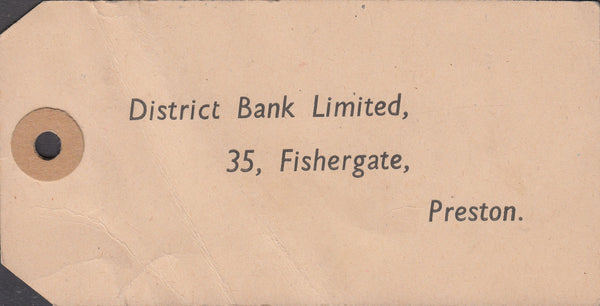 District Bank Limited,
35, Fishergate,
Preston.